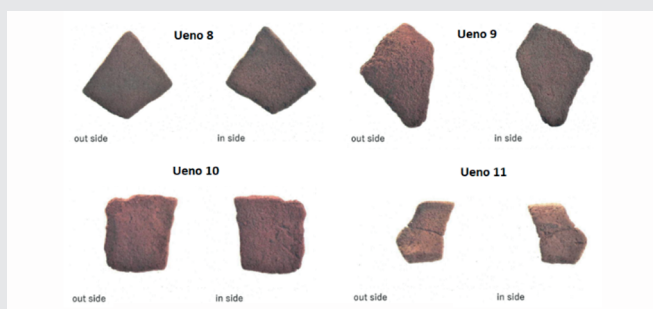 Ueno 8
Ueno 9
out side
in side
out side
in side
Ueno 10
Ueno 11
out side
in side
out side
in side